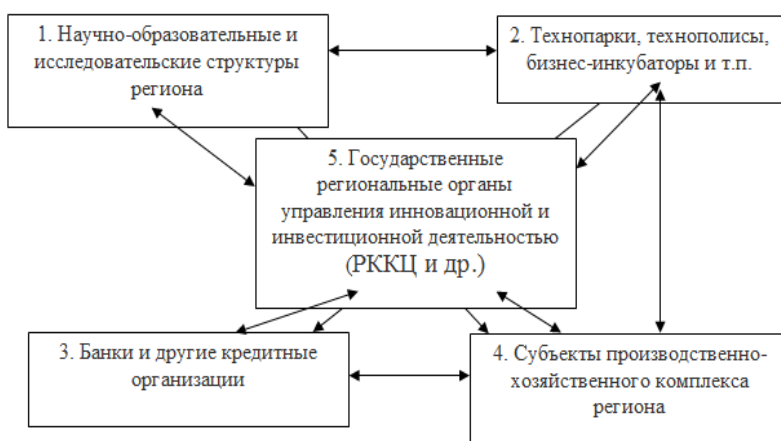 1. Научно-образовательные и
исследовательские структуры
региона
2. Технопарки, технополисы,
бизнес-инкубаторы и т.п.
5. Государственные
региональные органы
управления инновационной и
инвестиционной деятельностью
(РККЦ и др.)
3. Банки и другие кредитные
организации
4. Субъекты производственно-
хозяйственного комплекса
региона